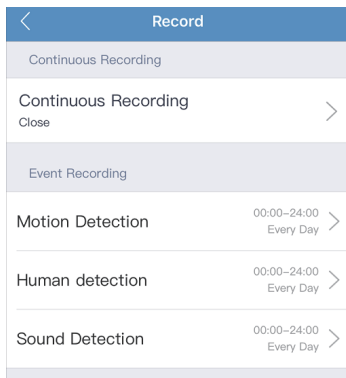 Record
Continuous Recording
Continuous Recording
Close
Event Recording
Motion Detection
00:00–24:00
Every Day
Human detection
00:00–24:00
Every Day
Sound Detection
00:00–24:00
Every Day